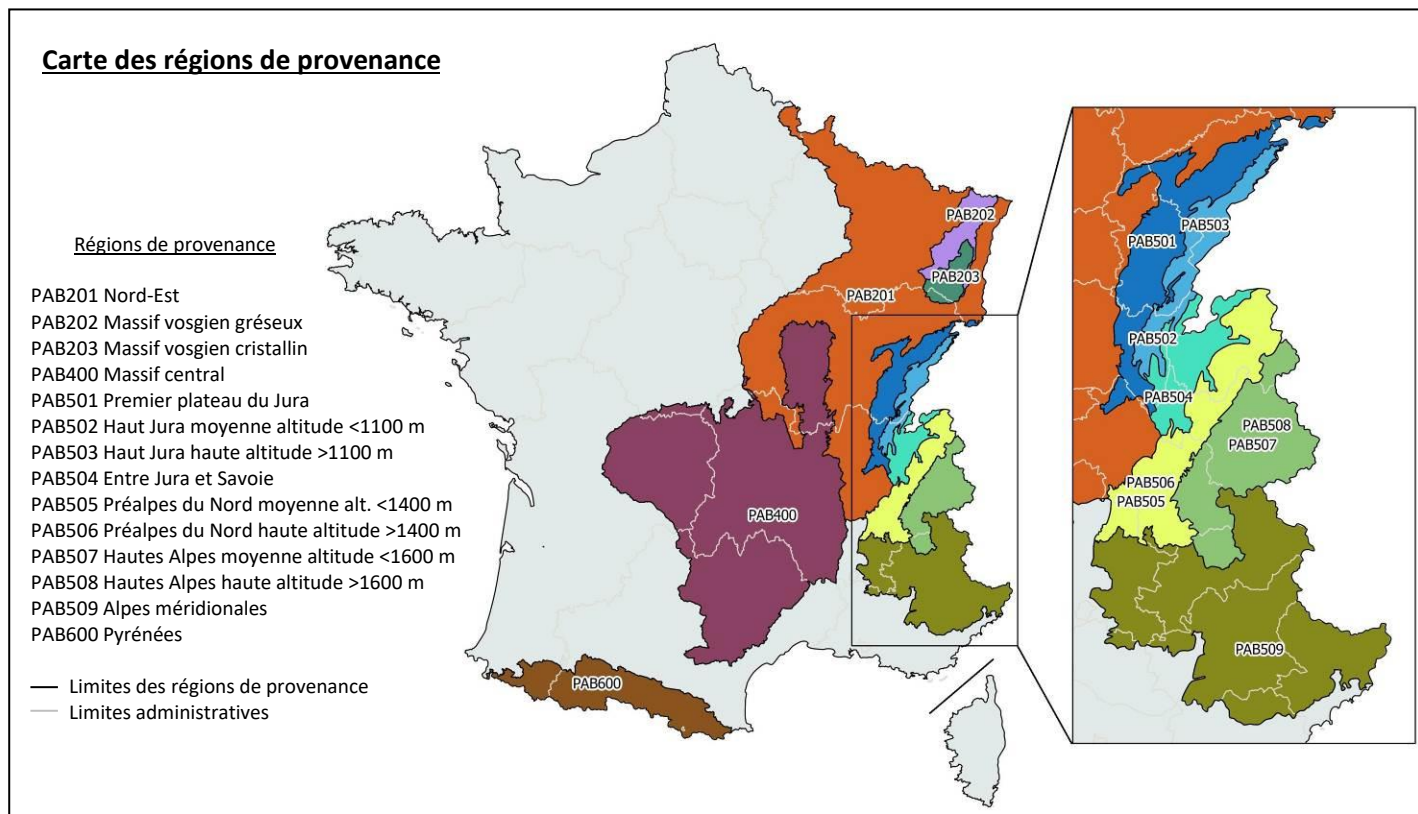 Carte des régions de provenance
Régions de provenance
PAB201 Nord-Est
PAB202 Massif vosgien gréseux
PAB203 Massif vosgien cristallin
PAB400 Massif central
PAB501 Premier plateau du Jura
PAB502 Haut Jura moyenne altitude <1100 m
PAB503 Haut Jura haute altitude >1100 m
PAB504 Entre Jura et Savoie
PAB505 Préalpes du Nord moyenne alt. <1400 m
PAB506 Préalpes du Nord haute altitude >1400 m
PAB507 Hautes Alpes moyenne altitude <1600 m
PAB508 Hautes Alpes haute altitude >1600 m
PAB509 Alpes méridionales
PAB600 Pyrénées
Limites des régions de provenance
Limites administratives
PAB202
PAB203
PAB201
PAB400
PAB600
PAB503
PAB501
PAB502
PAB504
PAB508
PAB507
PAB506
PAB505
PAB509